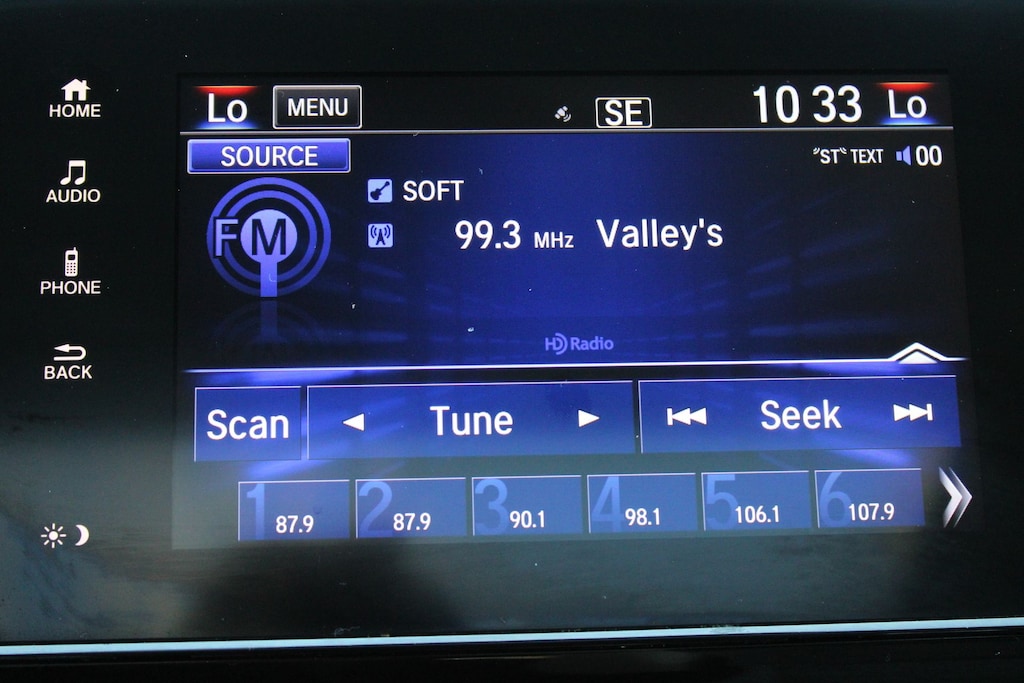 HOME
AUDIO
PHONE
BACK
Lo MENU SE 10 33 Lo
SOURCE "ST" TEXT 00
FM SOFT
99.3 MHz Valley's
HD Radio
Scan Tune Seek
1 87.9 2 87.9 3 90.1 4 98.1 5 106.1 6 107.9